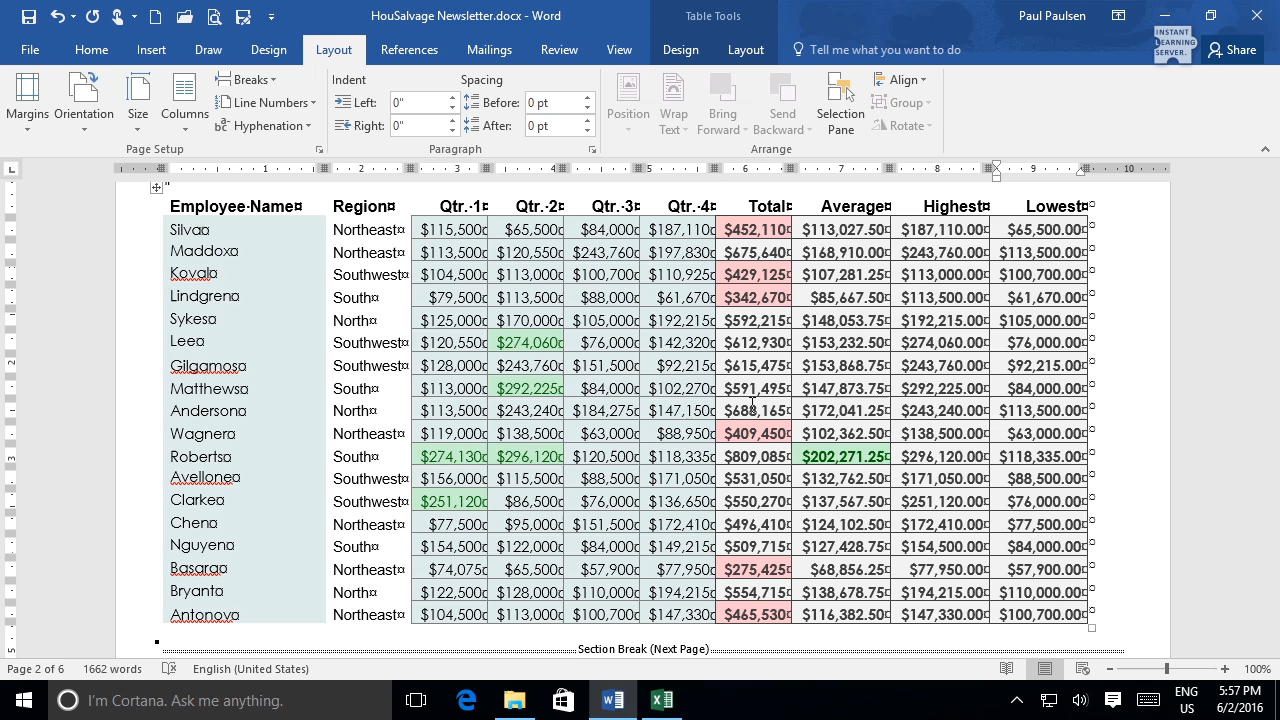 HouSalvage Newsletter.docx - Word
Table Tools
Paul Paulsen
File Home Insert Draw Design Layout References Mailings Review View Design Layout Tell me what you want to do
INSTANT LEARNING SERVER.
Share
Margins Orientation Size Columns
Breaks
Line Numbers
Hyphenation
Page Setup
Indent
Left: 0"
Right: 0"
Spacing
Before: 0 pt
After: 0 pt
Paragraph
Position
Wrap Text
Bring Forward
Send Backward
Selection Pane
Align
Group
Rotate
Arrange
L 1 2 3 4 5 6 7 8 9 10
Employee·Name¤ Region¤ Qtr.·1¤ Qtr.·2¤ Qtr.·3¤ Qtr.·4¤ Total¤ Average¤ Highest¤ Lowest¤
Silva¤ Northeast¤ $115,500¤ $65,500¤ $84,000¤ $187,110¤ $452,110¤ $113,027.50¤ $187,110.00¤ $65,500.00¤
Maddox¤ Northeast¤ $113,500¤ $120,550¤ $243,760¤ $197,830¤ $675,640¤ $168,910.00¤ $243,760.00¤ $113,500.00¤
Koval¤ Southwest¤ $104,500¤ $113,000¤ $100,700¤ $110,925¤ $429,125¤ $107,281.25¤ $113,000.00¤ $100,700.00¤
Lindgren¤ South¤ $79,500¤ $113,500¤ $88,000¤ $61,670¤ $342,670¤ $85,667.50¤ $113,500.00¤ $61,670.00¤
Sykes¤ North¤ $125,000¤ $170,000¤ $105,000¤ $192,215¤ $592,215¤ $148,053.75¤ $192,215.00¤ $105,000.00¤
Lee¤ Southwest¤ $120,550¤ $274,060¤ $76,000¤ $142,320¤ $612,930¤ $153,232.50¤ $274,060.00¤ $76,000.00¤
Gilgamos¤ Southwest¤ $128,000¤ $243,760¤ $151,500¤ $92,215¤ $615,475¤ $153,868.75¤ $243,760.00¤ $92,215.00¤
Matthews¤ South¤ $113,000¤ $292,225¤ $84,000¤ $102,270¤ $591,495¤ $147,873.75¤ $292,225.00¤ $84,000.00¤
Anderson¤ North¤ $113,500¤ $243,240¤ $184,275¤ $147,150¤ $688,165¤ $172,041.25¤ $243,240.00¤ $113,500.00¤
Wagner¤ Northeast¤ $119,000¤ $138,500¤ $63,000¤ $88,950¤ $409,450¤ $102,362.50¤ $138,500.00¤ $63,000.00¤
Roberts¤ South¤ $274,130¤ $296,120¤ $120,500¤ $118,335¤ $809,085¤ $202,271.25¤ $296,120.00¤ $118,335.00¤
Avellone¤ Southwest¤ $156,000¤ $115,500¤ $88,500¤ $171,050¤ $531,050¤ $132,762.50¤ $171,050.00¤ $88,500.00¤
Clarke¤ Southwest¤ $251,120¤ $86,500¤ $76,000¤ $136,650¤ $550,270¤ $137,567.50¤ $251,120.00¤ $76,000.00¤
Chen¤ Northeast¤ $77,500¤ $95,000¤ $151,500¤ $172,410¤ $496,410¤ $124,102.50¤ $172,410.00¤ $77,500.00¤
Nguyen¤ South¤ $154,500¤ $122,000¤ $84,000¤ $149,215¤ $509,715¤ $127,428.75¤ $154,500.00¤ $84,000.00¤
Basara¤ Northeast¤ $74,075¤ $65,500¤ $57,900¤ $77,950¤ $275,425¤ $68,856.25¤ $77,950.00¤ $57,900.00¤
Bryant¤ North¤ $122,500¤ $128,000¤ $110,000¤ $194,215¤ $554,715¤ $138,678.75¤ $194,215.00¤ $110,000.00¤
Antonov¤ Northeast¤ $104,500¤ $113,000¤ $100,700¤ $147,330¤ $465,530¤ $116,382.50¤ $147,330.00¤ $100,700.00¤
Section Break (Next Page)
Page 2 of 6 1662 words English (United States) 100%
I'm Cortana. Ask me anything.
ENG US
5:57 PM
6/2/2016